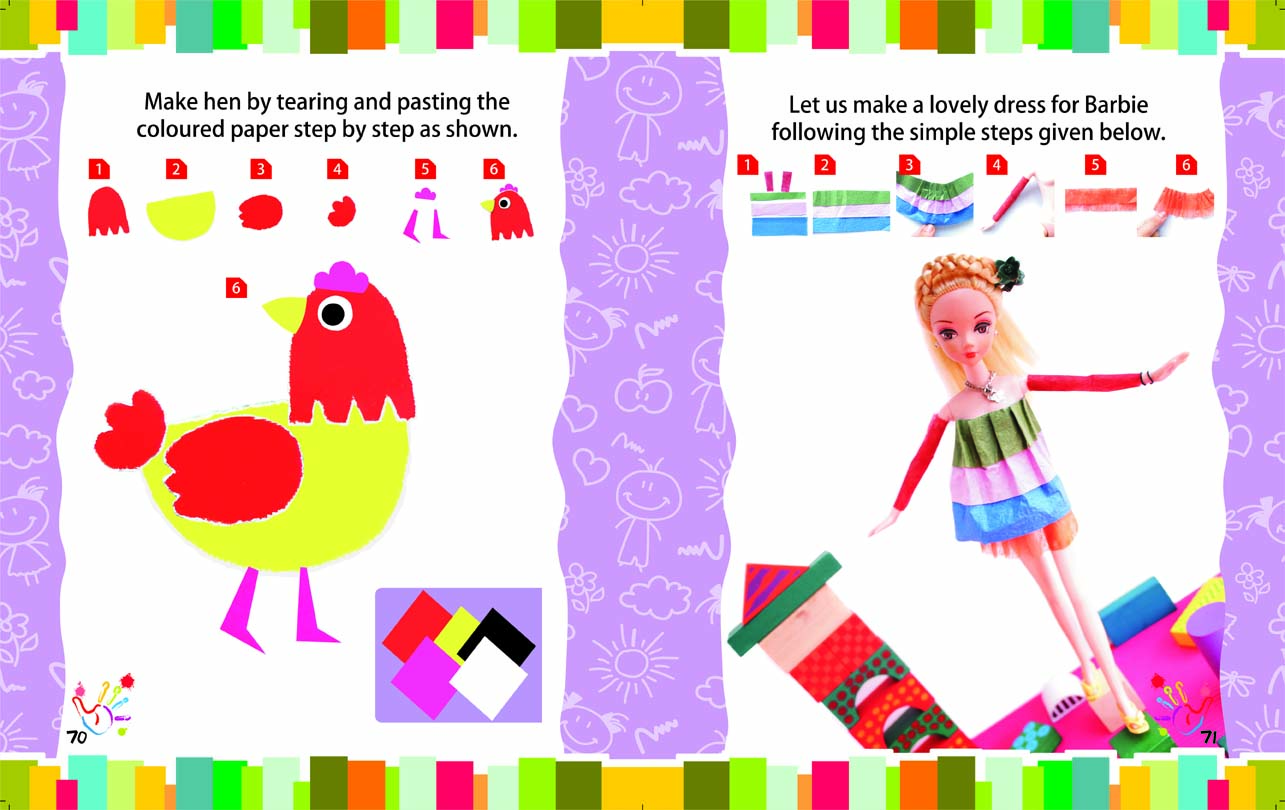 Make hen by tearing and pasting the
coloured paper step by step as shown.
1 2 3 4 5 6
6
70
Let us make a lovely dress for Barbie
following the simple steps given below.
1 2 3 4 5 6
71